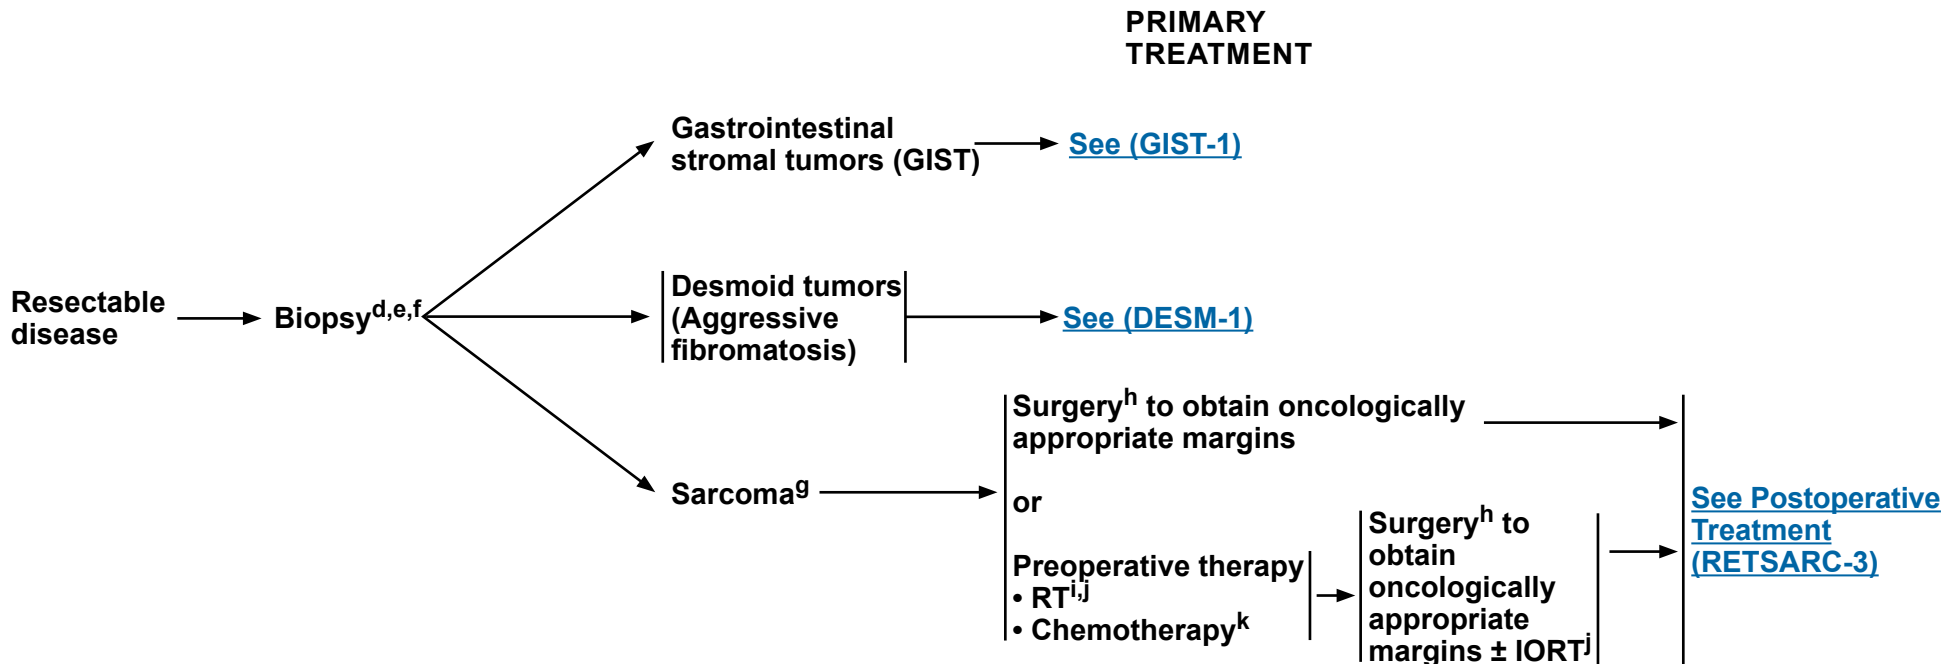 PRIMARY
TREATMENT
Gastrointestinal
stromal tumors (GIST)
See (GIST-1)
Resectable
disease
Biopsyd,e,f
Desmoid tumors
(Aggressive
fibromatosis)
See (DESM-1)
Sarcomag
Surgeryh to obtain oncologically
appropriate margins
or
Preoperative therapy
• RTi,j
• Chemotherapyk
Surgeryh to
obtain
oncologically
appropriate
margins ± IORTj
See Postoperative
Treatment
(RETSARC-3)